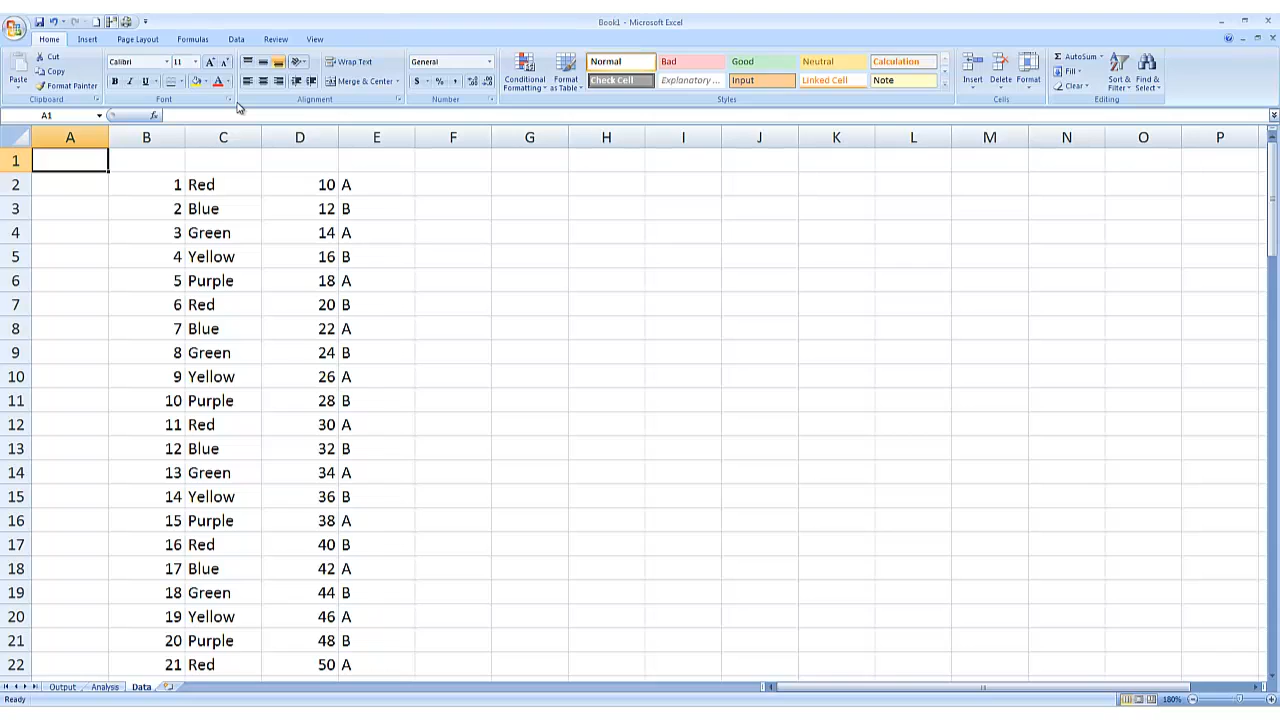 Book1 - Microsoft Excel
Home Insert Page Layout Formulas Data Review View
Cut
Copy
Format Painter
Paste
Clipboard
Calibri 11
B I U
Font
Wrap Text
Merge & Center
Alignment
General
$ % ,
Number
Conditional Formatting
Format as Table
Normal Bad Good Neutral Calculation
Check Cell Explanatory ... Input Linked Cell Note
Styles
Insert Delete Format
Cells
Σ AutoSum
Fill
Clear
Sort & Filter
Find & Select
Editing
A1 fx
A B C D E F G H I J K L M N O P
1
2 1 Red 10 A
3 2 Blue 12 B
4 3 Green 14 A
5 4 Yellow 16 B
6 5 Purple 18 A
7 6 Red 20 B
8 7 Blue 22 A
9 8 Green 24 B
10 9 Yellow 26 A
11 10 Purple 28 B
12 11 Red 30 A
13 12 Blue 32 B
14 13 Green 34 A
15 14 Yellow 36 B
16 15 Purple 38 A
17 16 Red 40 B
18 17 Blue 42 A
19 18 Green 44 B
20 19 Yellow 46 A
21 20 Purple 48 B
22 21 Red 50 A
Output Analysis Data
Ready 180%